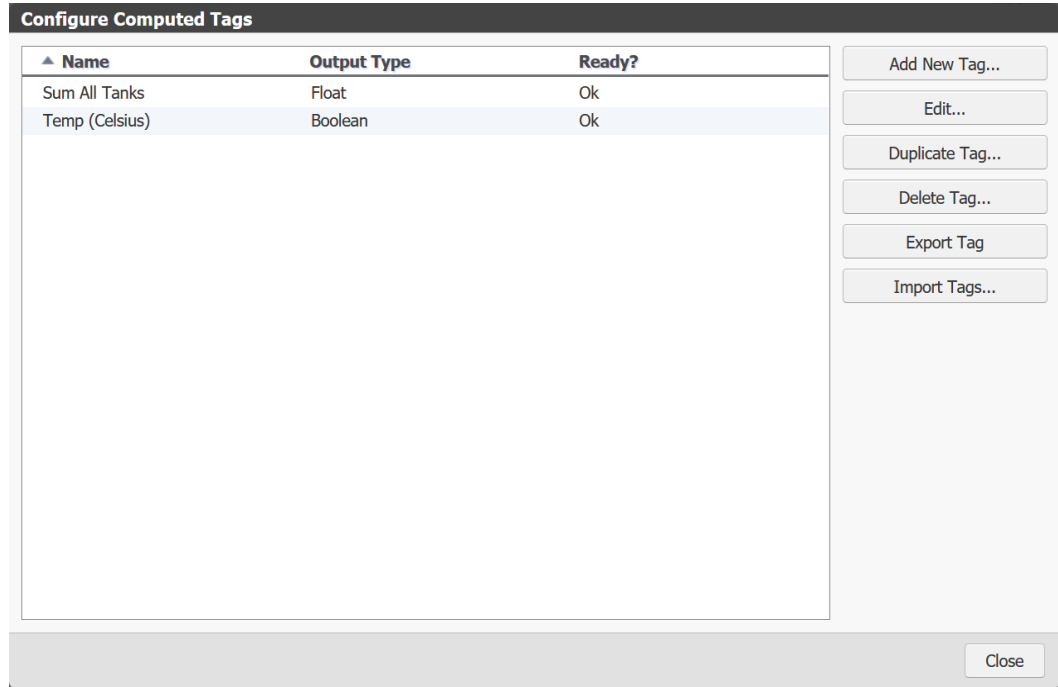 Configure Computed Tags
Name Output Type Ready?
Sum All Tanks Float Ok
Temp (Celsius) Boolean Ok
Add New Tag...
Edit...
Duplicate Tag...
Delete Tag...
Export Tag
Import Tags...
Close